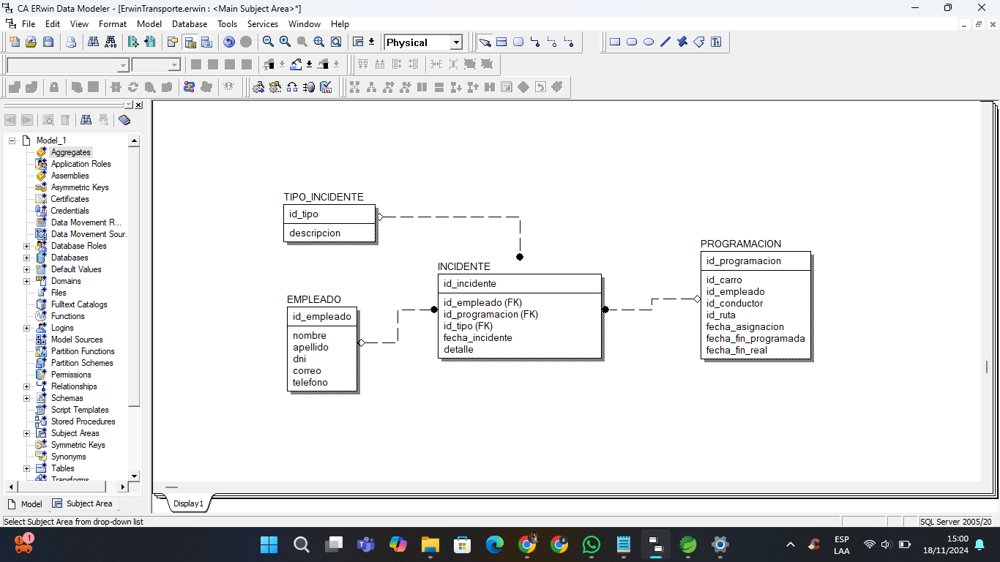 CA ERwin Data Modeler - [ErwinTransporte.erwin : <Main Subject Area>*]
File Edit View Format Model Database Tools Services Window Help
Physical
Model_1
Aggregates
Application Roles
Assemblies
Asymmetric Keys
Certificates
Credentials
Data Movement R...
Data Movement Sour.
Database Roles
Databases
Default Values
Domains
Files
Fulltext Catalogs
Functions
Logins
Model Sources
Partition Functions
Partition Schemes
Permissions
Relationships
Schemas
Script Templates
Stored Procedures
Subject Areas
Symmetric Keys
Synonyms
Tables
Transforms
Model Subject Area
TIPO_INCIDENTE
id_tipo
descripcion
EMPLEADO
id_empleado
nombre
apellido
dni
correo
telefono
INCIDENTE
id_incidente
id_empleado (FK)
id_programacion (FK)
id_tipo (FK)
fecha_incidente
detalle
PROGRAMACION
id_programacion
id_carro
id_empleado
id_conductor
id_ruta
fecha_asignacion
fecha_fin_programada
fecha_fin_real
Display1
Select Subject Area from drop-down list
SQL Server 2005/20
1
ESP
LAA
15:00
18/11/2024